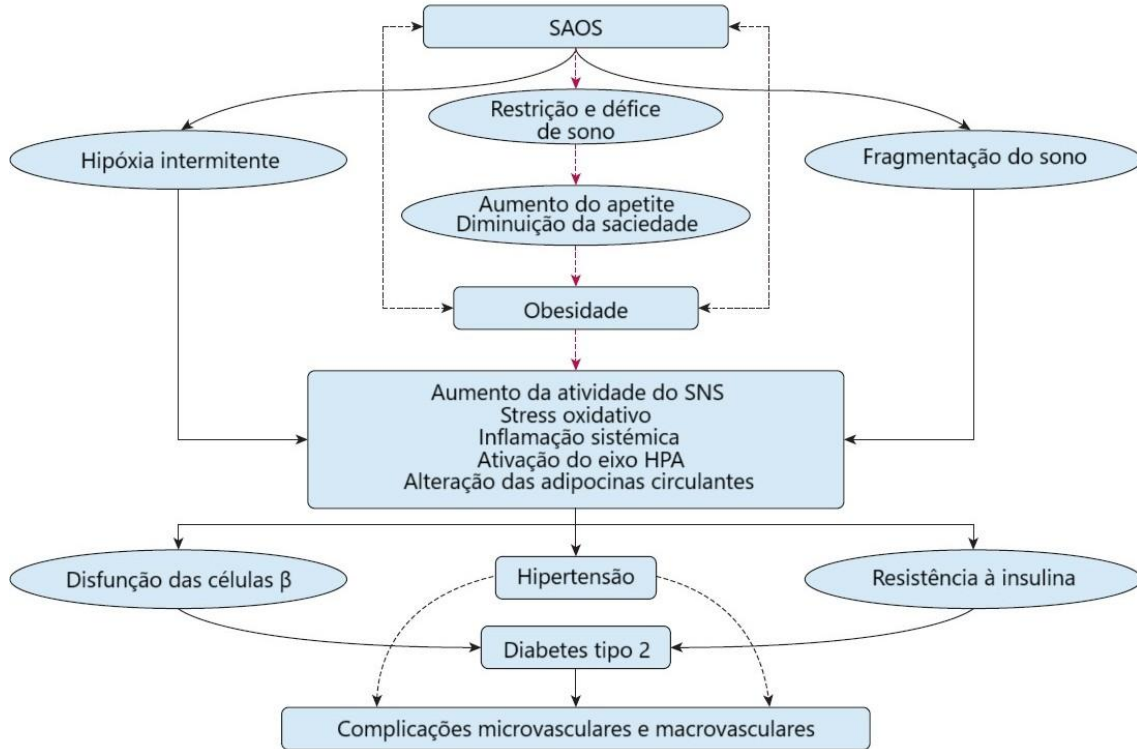 SAOS
Restrição e défice
de sono
Hipóxia intermitente
Fragmentação do sono
Aumento do apetite
Diminuição da saciedade
Obesidade
Aumento da atividade do SNS
Stress oxidativo
Inflamação sistémica
Ativação do eixo HPA
Alteração das adipocinas circulantes
Disfunção das células β
Hipertensão
Resistência à insulina
Diabetes tipo 2
Complicações microvasculares e macrovasculares